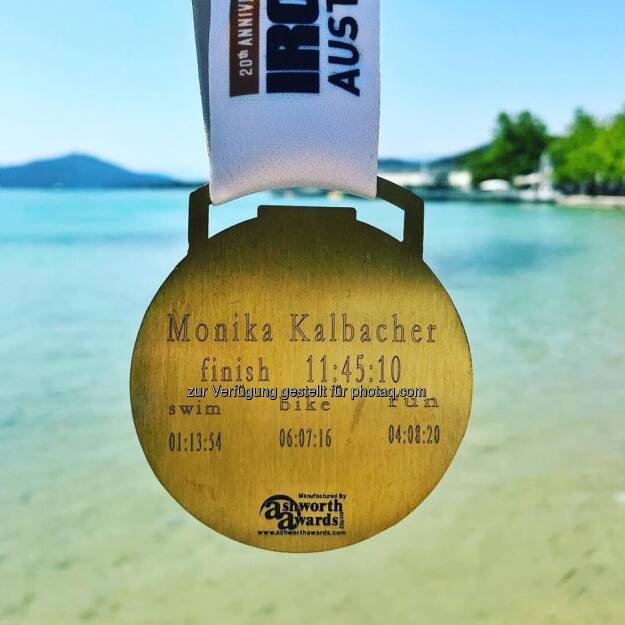 20th ANNIV
IRO
AUST
Monika Kalbacher
finish 11:45:10
zur Verfügung gestellt für photaq.com
swim bike run
01:13:54 06:07:16 04:08:20
Manufactured By
ashworth
awards
www.ashworthawards.com